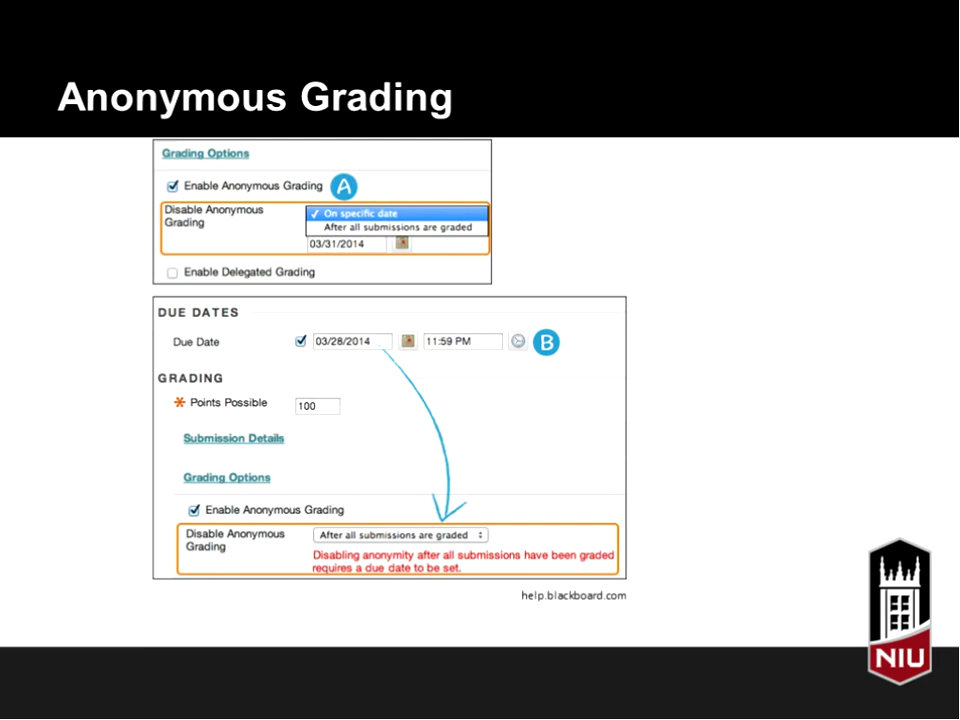 Anonymous Grading
Grading Options
Enable Anonymous Grading A
Disable Anonymous Grading
On specific date
After all submissions are graded
03/31/2014
Enable Delegated Grading
DUE DATES
Due Date 03/28/2014 11:59 PM B
GRADING
* Points Possible 100
Submission Details
Grading Options
Enable Anonymous Grading
Disable Anonymous Grading
After all submissions are graded
Disabling anonymity after all submissions have been graded
requires a due date to be set.
help.blackboard.com
NIU